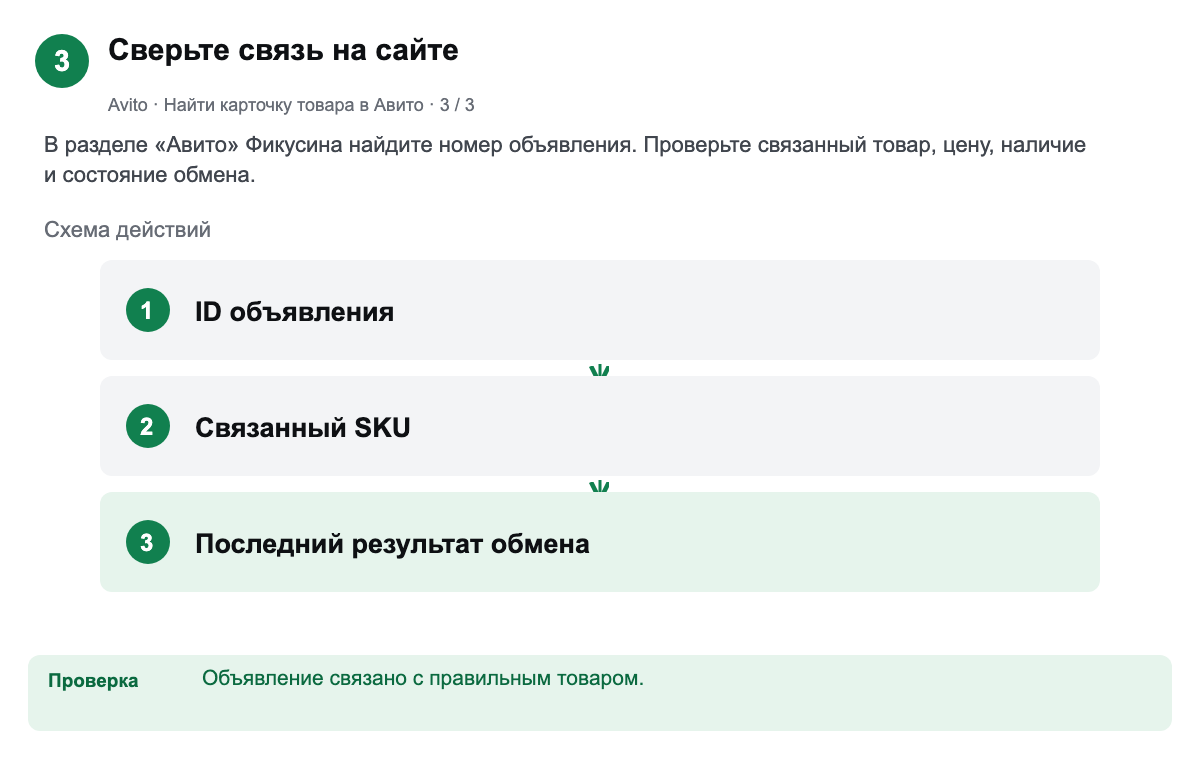 3
Сверьте связь на сайте
Avito · Найти карточку товара в Авито · 3 / 3
В разделе «Авито» Фикусина найдите номер объявления. Проверьте связанный товар, цену, наличие
и состояние обмена.
Схема действий
1 ID объявления
2 Связанный SKU
3 Последний результат обмена
Проверка Объявление связано с правильным товаром.